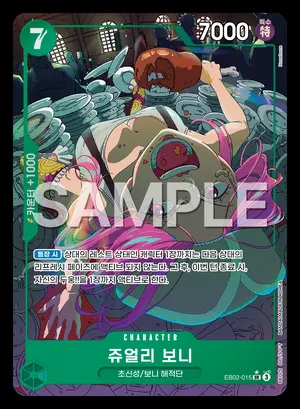 7
7000
특수
特
카운터 +1000
SAMPLE
등장 시 상대의 레스트 상태인 캐릭터 1장까지는 다음 상대의
리프레시 페이즈에 액티브 되지 않는다. 그 후, 이번 턴 종료 시,
자신의 두웅!!을 1장까지 액티브로 한다.
CHARACTER
쥬얼리 보니
초신성/보니 해적단
EB02-015 SR 3